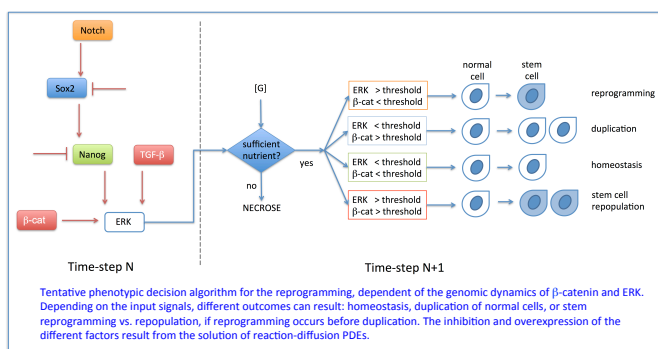 Notch
Sox2
Nanog
TGF-β
β-cat
ERK
Time-step N
[G]
sufficient
nutrient?
yes
no
NECROSE
normal
cell
stem
cell
ERK > threshold
β-cat < threshold
reprogramming
ERK < threshold
β-cat > threshold
duplication
ERK < threshold
β-cat < threshold
homeostasis
ERK > threshold
β-cat > threshold
stem cell
repopulation
Time-step N+1
Tentative phenotypic decision algorithm for the reprogramming, dependent of the genomic dynamics of β-catenin and ERK.
Depending on the input signals, different outcomes can result: homeostasis, duplication of normal cells, or stem
reprogramming vs. repopulation, if reprogramming occurs before duplication. The inhibition and overexpression of the
different factors result from the solution of reaction-diffusion PDEs.